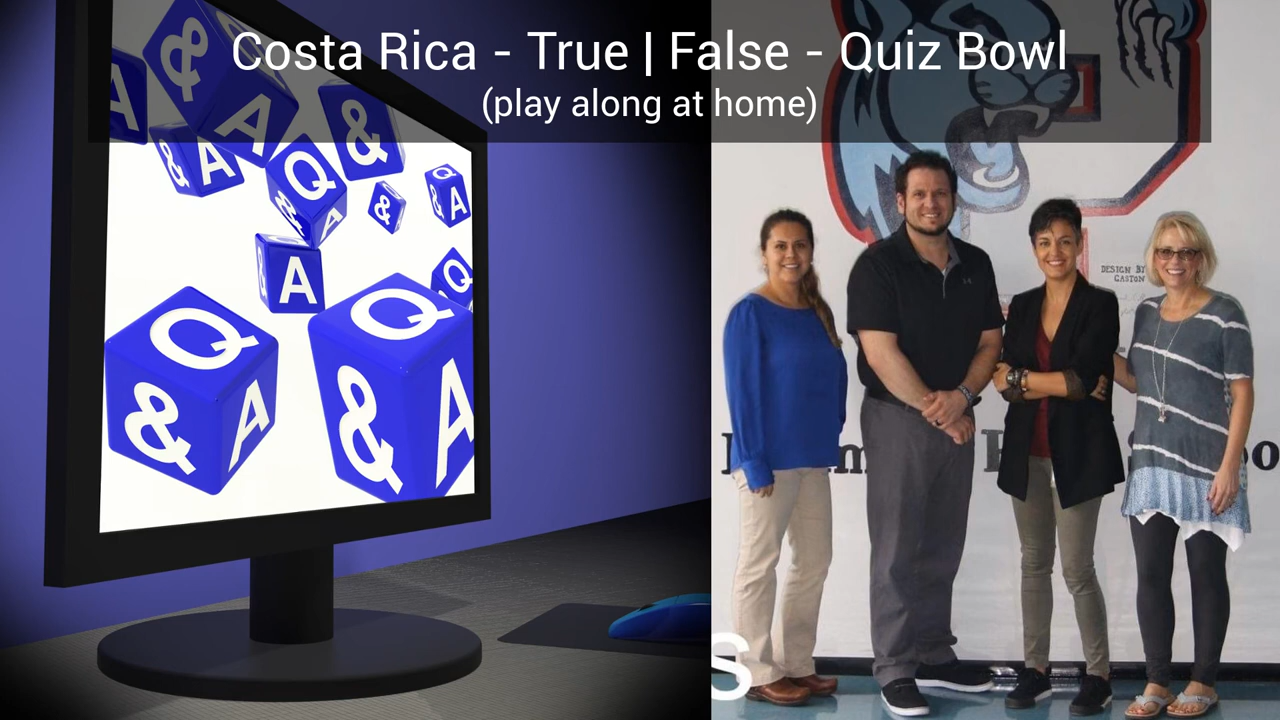 Costa Rica - True | False - Quiz Bowl
(play along at home)
A
&
A
&
&
A
Q
&
A
&
Q
&
A
&
A
Q
Q
&
A
Q
&
A
DESIGN BY
CASTON
S